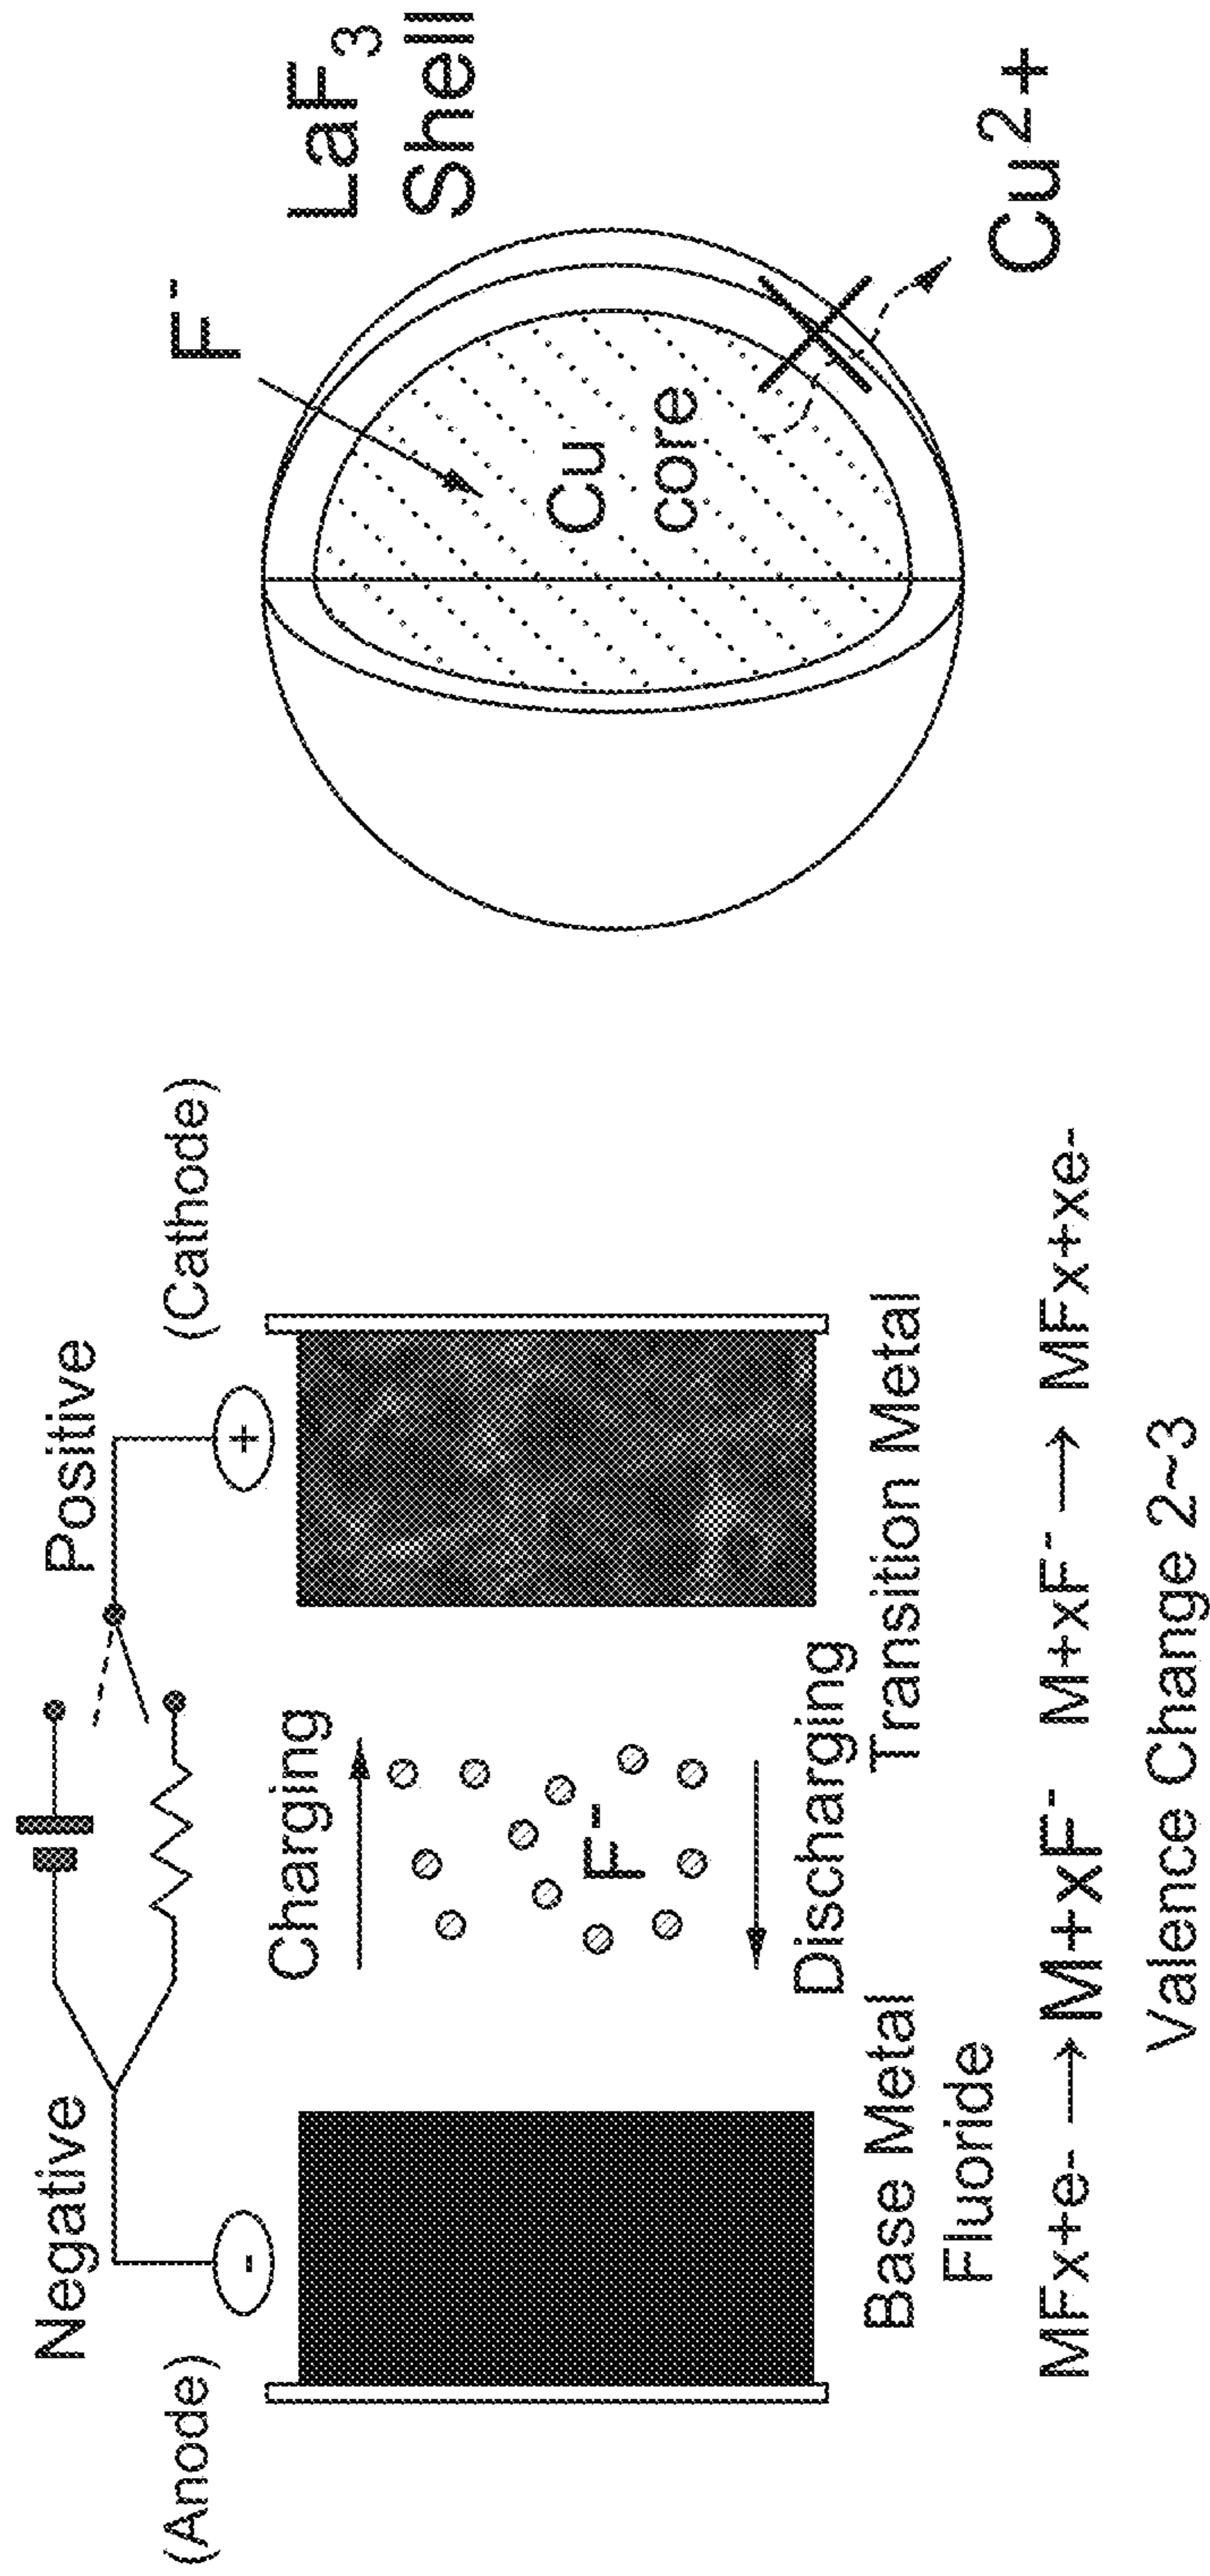 Negative
Positive
(Anode)
(Cathode)
-
+
Charging
F⁻
Discharging
Base Metal
Fluoride
Transition Metal
MFx+e- ⟶ M+xF⁻
M+xF⁻ ⟶ MFx+xe-
Valence Change 2~3
F⁻
LaF₃
Shell
Cu
core
Cu²+